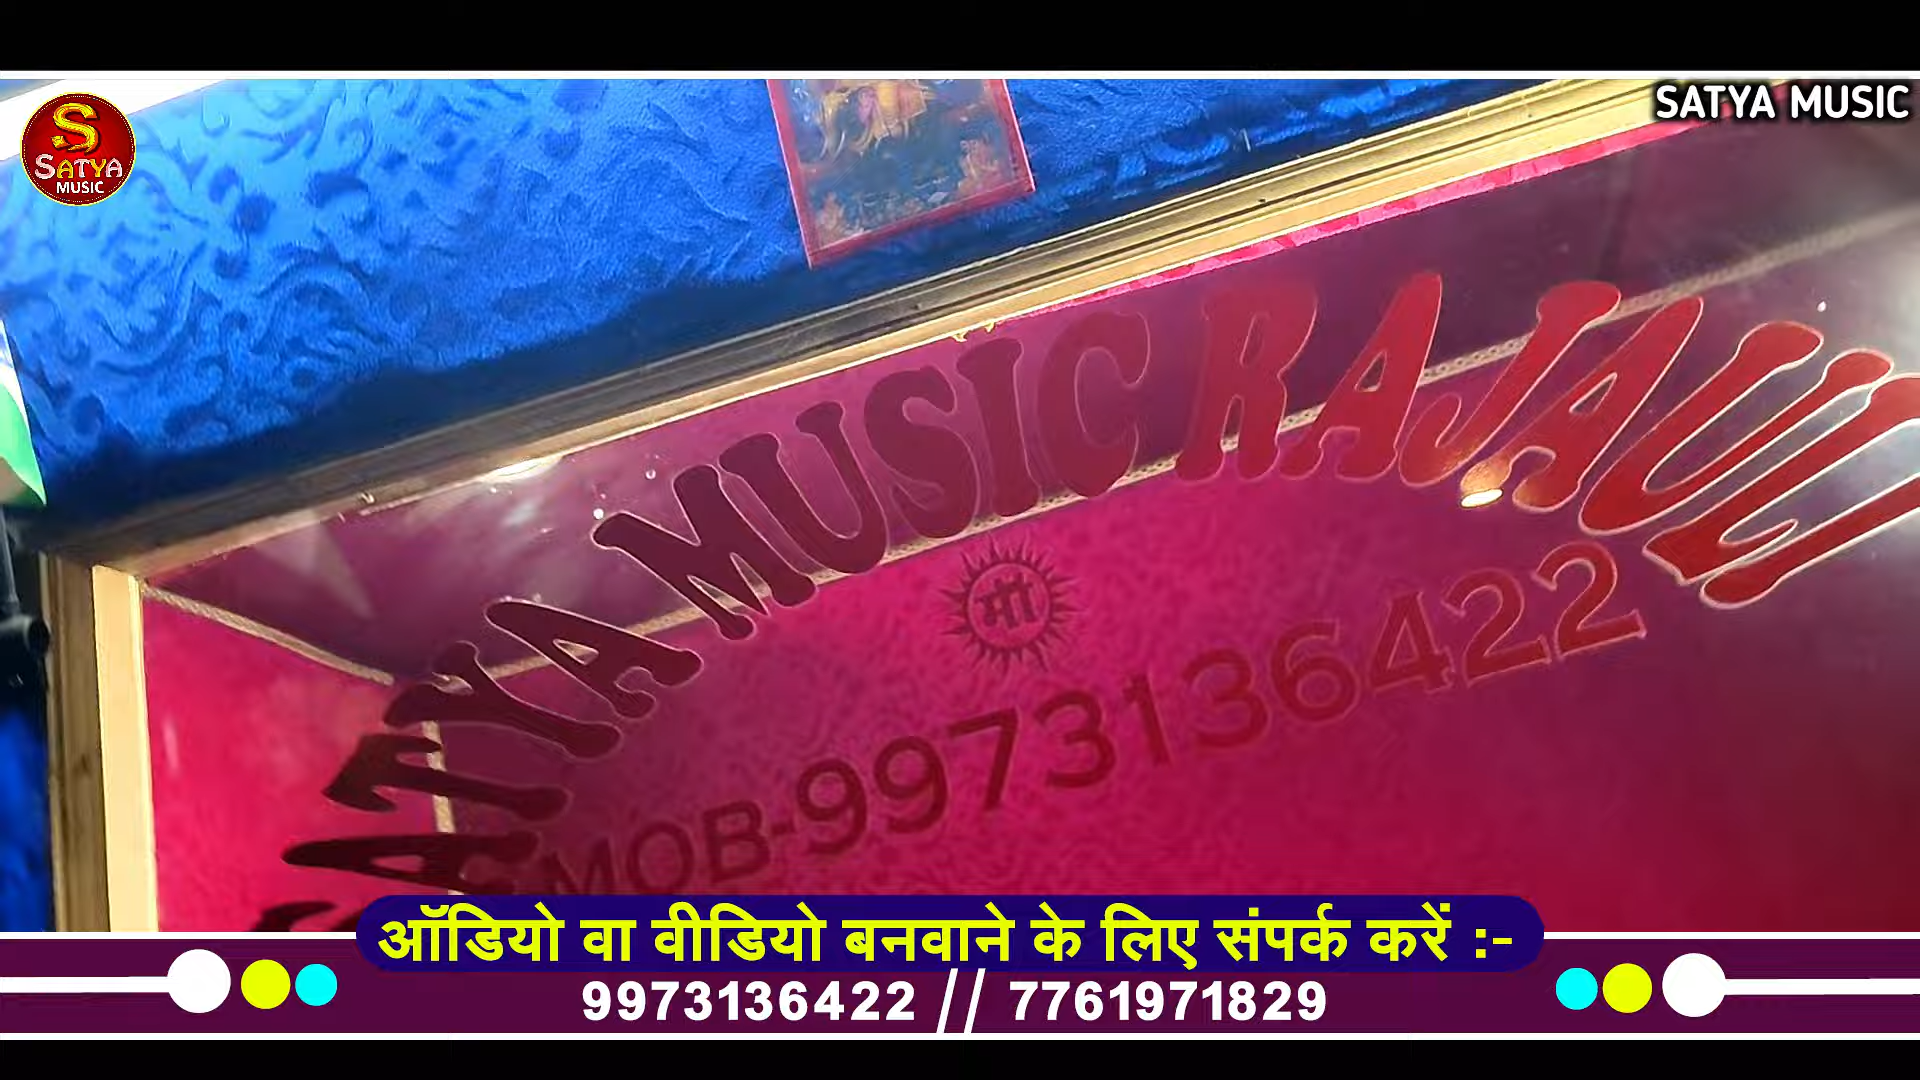 SATYA MUSIC
S
SATYA
MUSIC
SATYA MUSIC RAJAULI
माँ
MOB-9973136422
ऑडियो वा वीडियो बनवाने के लिए संपर्क करें :-
9973136422 // 7761971829